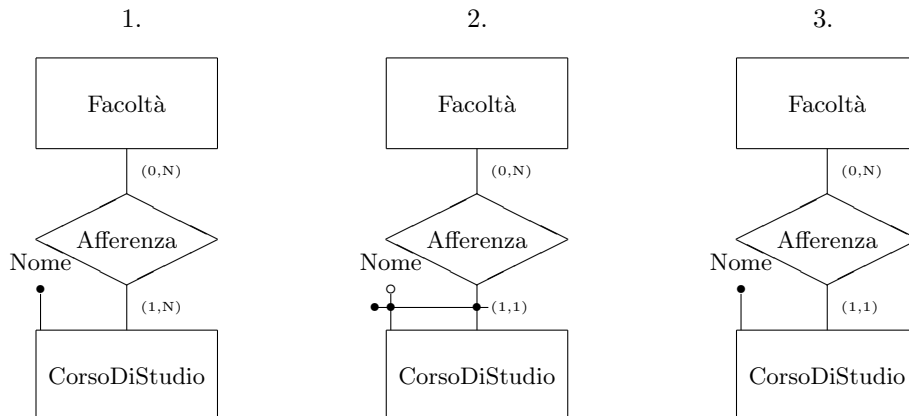 1.
2.
3.
Facoltà
Facoltà
Facoltà
(0,N)
(0,N)
(0,N)
Afferenza
Afferenza
Afferenza
Nome
Nome
Nome
(1,N)
(1,1)
(1,1)
CorsoDiStudio
CorsoDiStudio
CorsoDiStudio